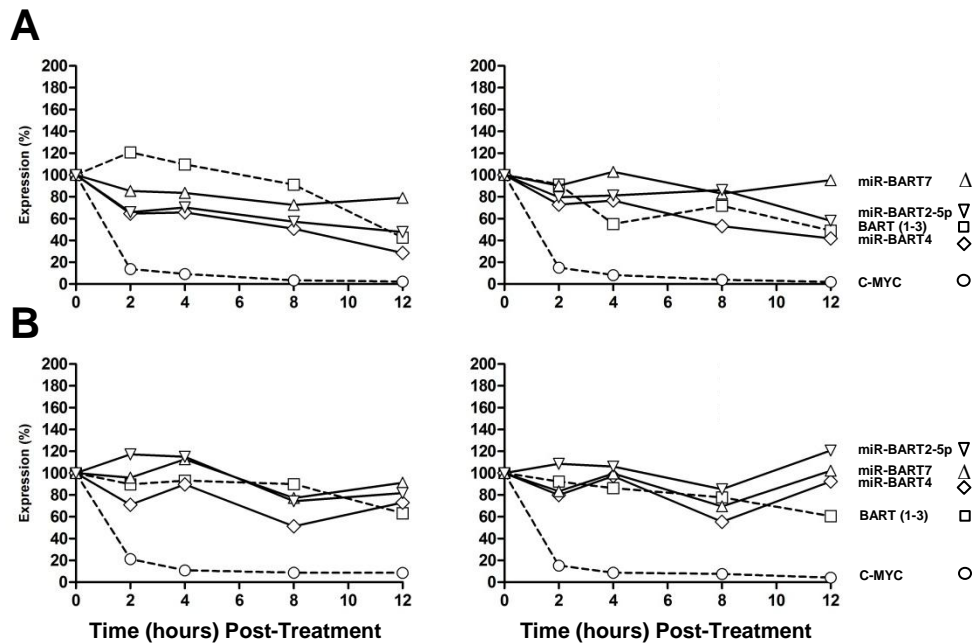 A
200
180
160
140
120
100
80
60
40
20
0
Expression (%)
0 2 4 6 8 10 12
200
180
160
140
120
100
80
60
40
20
0
0 2 4 6 8 10 12
miR-BART7
miR-BART2-5p
BART (1-3)
miR-BART4
C-MYC
B
200
180
160
140
120
100
80
60
40
20
0
Expression (%)
0 2 4 6 8 10 12
Time (hours) Post-Treatment
200
180
160
140
120
100
80
60
40
20
0
0 2 4 6 8 10 12
Time (hours) Post-Treatment
miR-BART2-5p
miR-BART7
miR-BART4
BART (1-3)
C-MYC